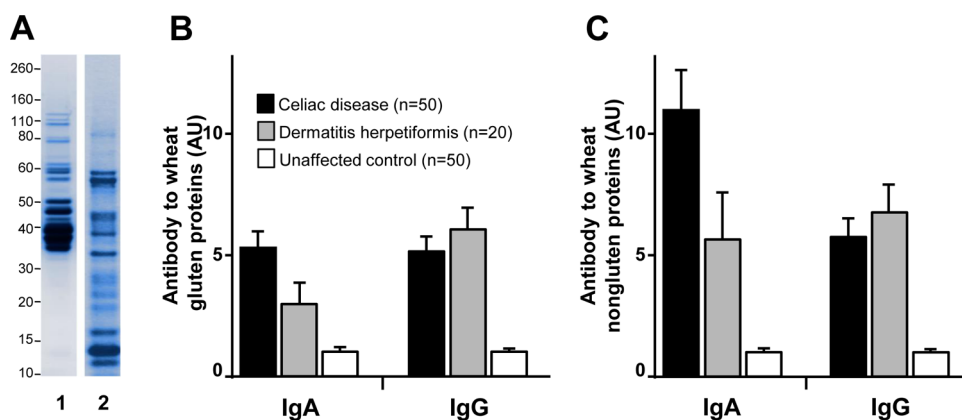 A
260
160
110
80
60
50
40
30
20
15
10
1 2
B
Antibody to wheat
gluten proteins (AU)
10
5
0
Celiac disease (n=50)
Dermatitis herpetiformis (n=20)
Unaffected control (n=50)
IgA IgG
C
Antibody to wheat
nongluten proteins (AU)
10
5
0
IgA IgG